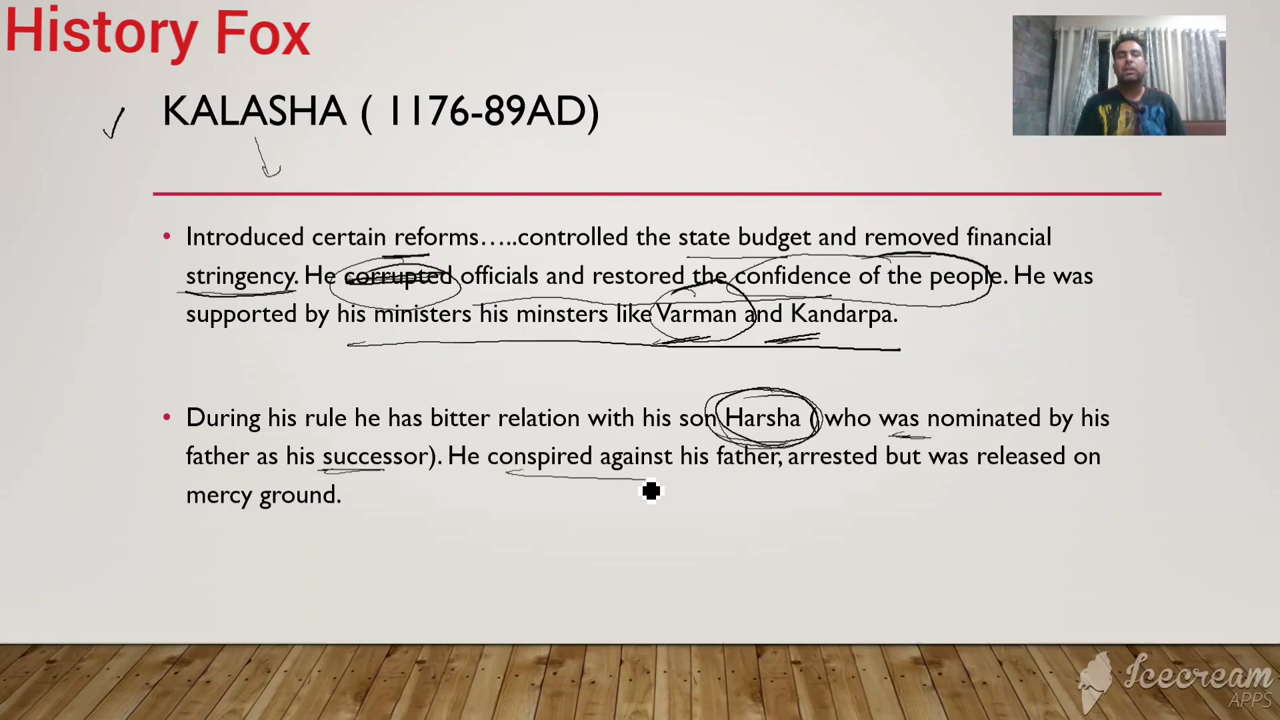 History Fox
KALASHA ( 1176-89AD)
• Introduced certain reforms…..controlled the state budget and removed financial
stringency. He corrupted officials and restored the confidence of the people. He was
supported by his ministers his minsters like Varman and Kandarpa.
• During his rule he has bitter relation with his son Harsha ( who was nominated by his
father as his successor). He conspired against his father, arrested but was released on
mercy ground.
Icecream
APPS